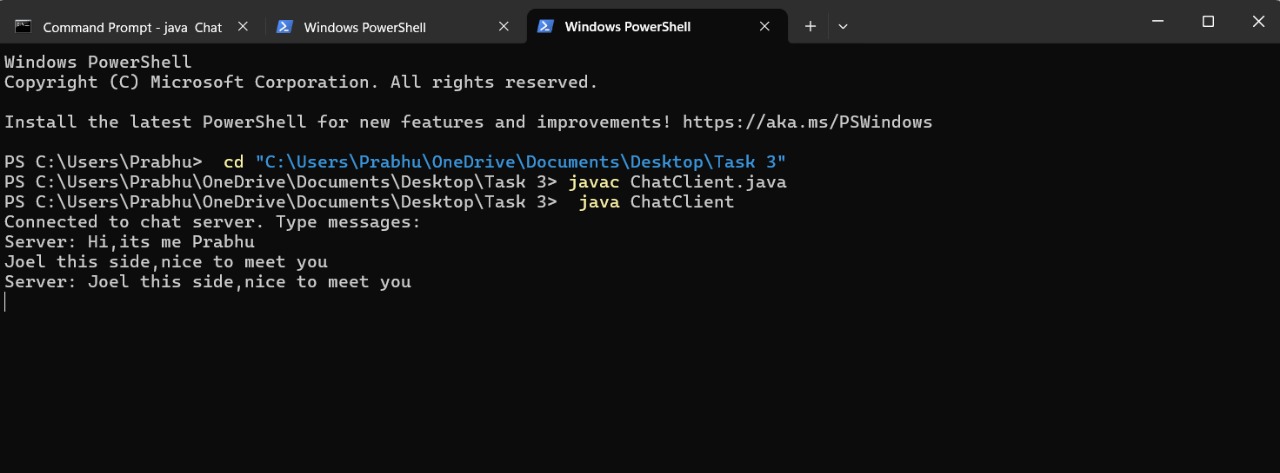 Command Prompt - java Chat
Windows PowerShell
Windows PowerShell
Windows PowerShell
Copyright (C) Microsoft Corporation. All rights reserved.
Install the latest PowerShell for new features and improvements! https://aka.ms/PSWindows
PS C:\Users\Prabhu>  cd "C:\Users\Prabhu\OneDrive\Documents\Desktop\Task 3"
PS C:\Users\Prabhu\OneDrive\Documents\Desktop\Task 3> javac ChatClient.java
PS C:\Users\Prabhu\OneDrive\Documents\Desktop\Task 3>  java ChatClient
Connected to chat server. Type messages:
Server: Hi,its me Prabhu
Joel this side,nice to meet you
Server: Joel this side,nice to meet you